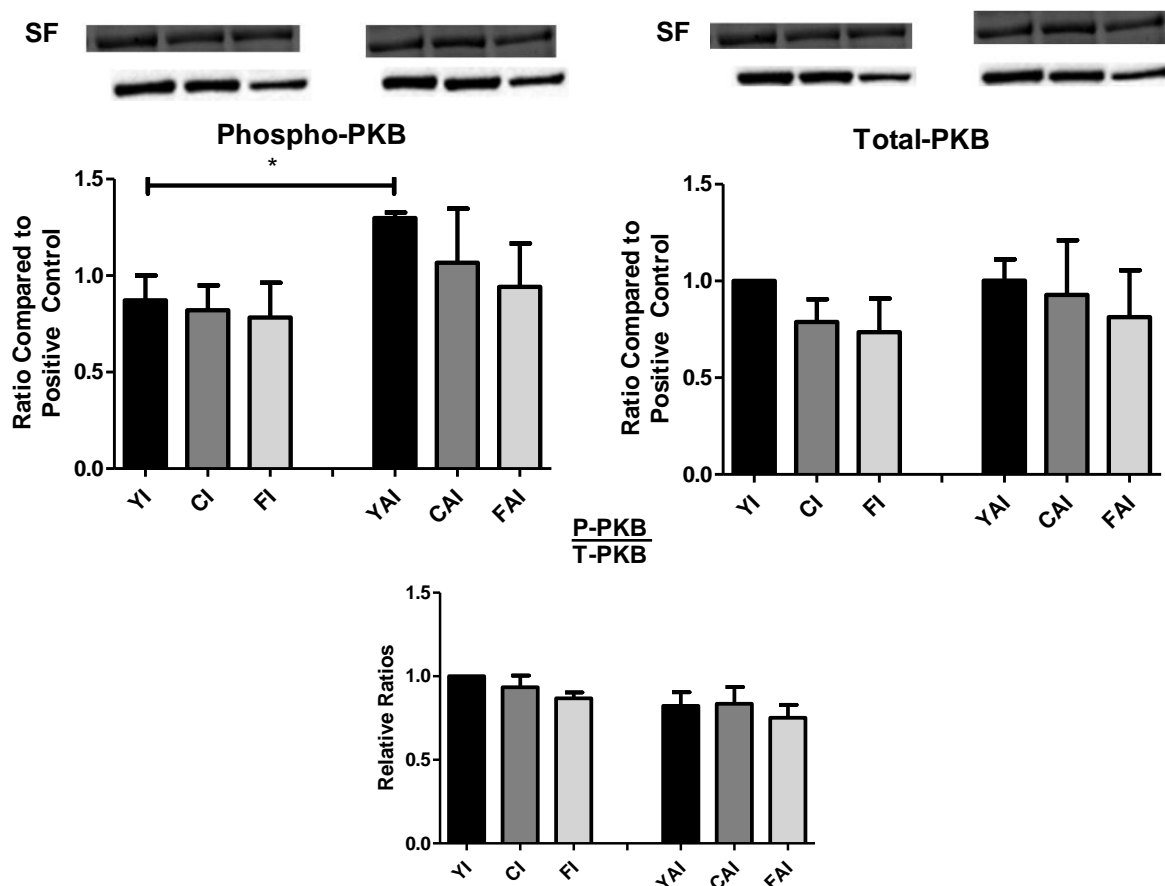 SF
SF
Phospho-PKB
*
Ratio Compared to
Positive Control
1.5
1.0
0.5
0.0
YI
CI
FI
YAI
CAI
FAI
Total-PKB
Ratio Compared to
Positive Control
1.5
1.0
0.5
0.0
YI
CI
FI
YAI
CAI
FAI
P-PKB
T-PKB
Relative Ratios
1.5
1.0
0.5
0.0
YI
CI
FI
YAI
CAI
FAI